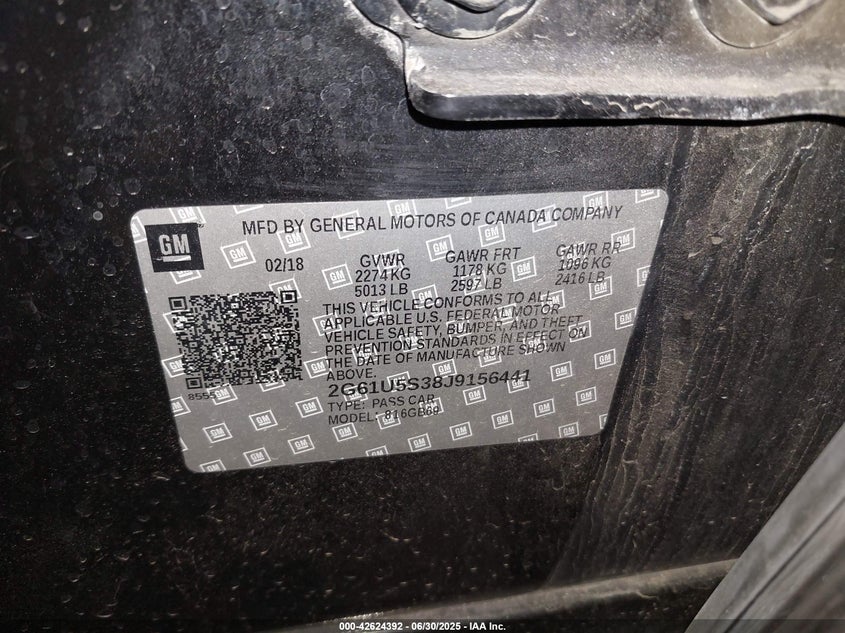 GM
MFD BY GENERAL MOTORS OF CANADA COMPANY
02/18
GVWR
2274 KG
5013 LB
GAWR FRT
1178 KG
2597 LB
GAWR RR
1096 KG
2416 LB
THIS VEHICLE CONFORMS TO ALL
APPLICABLE U.S. FEDERAL MOTOR
VEHICLE SAFETY, BUMPER, AND THEFT
PREVENTION STANDARDS IN EFFECT ON
THE DATE OF MANUFACTURE SHOWN
ABOVE.
2G61U5S38J9156441
TYPE: PASS CAR
MODEL: 816GB69
000-42624392 - 06/30/2025 - IAA Inc.